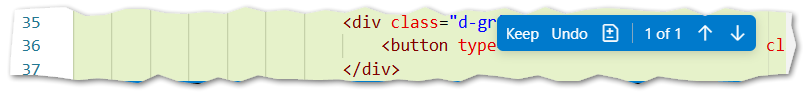 35 <div class="d-gr
Keep Undo 1 of 1
36 <button type cl
37 </div>